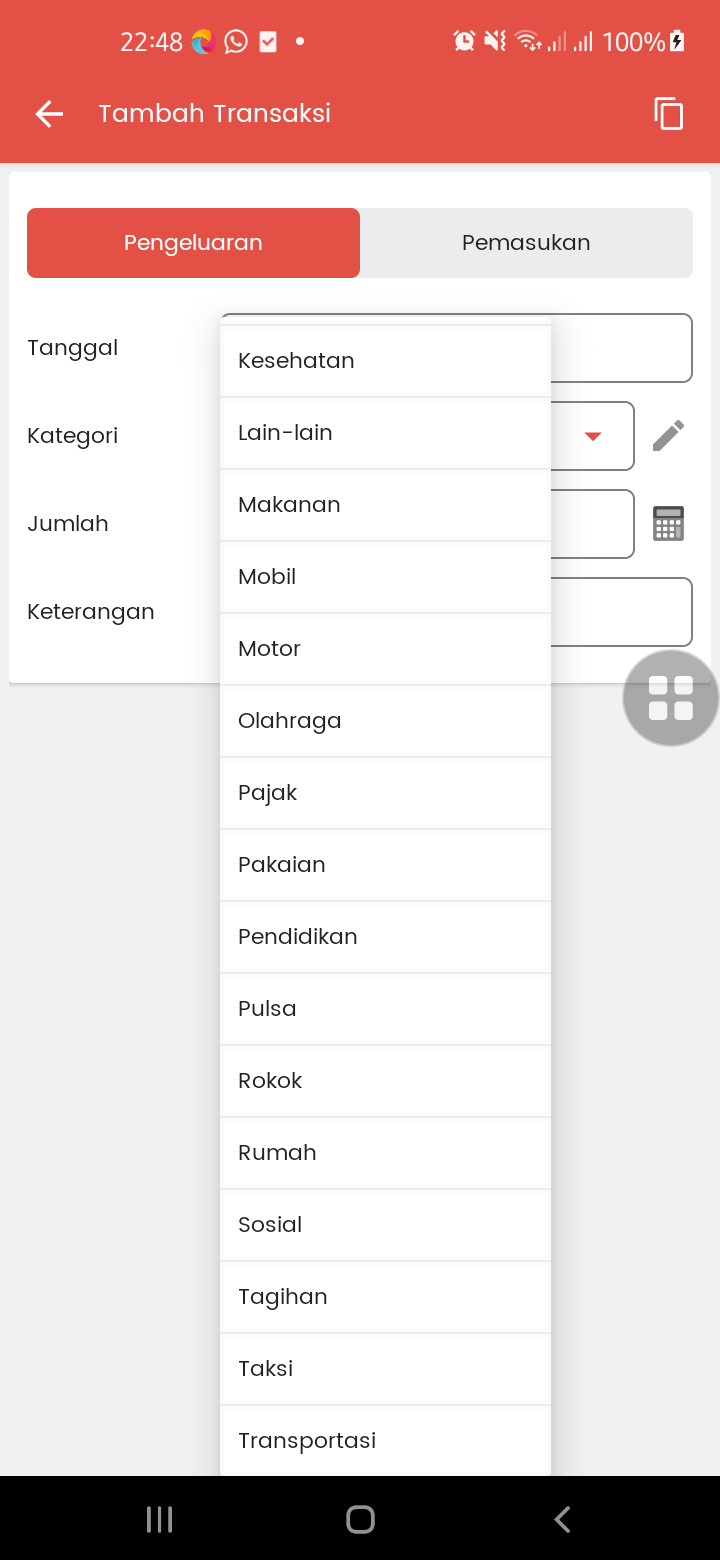 22:48
100%
Tambah Transaksi
Pengeluaran
Pemasukan
Tanggal
Kategori
Jumlah
Keterangan
Kesehatan
Lain-lain
Makanan
Mobil
Motor
Olahraga
Pajak
Pakaian
Pendidikan
Pulsa
Rokok
Rumah
Sosial
Tagihan
Taksi
Transportasi